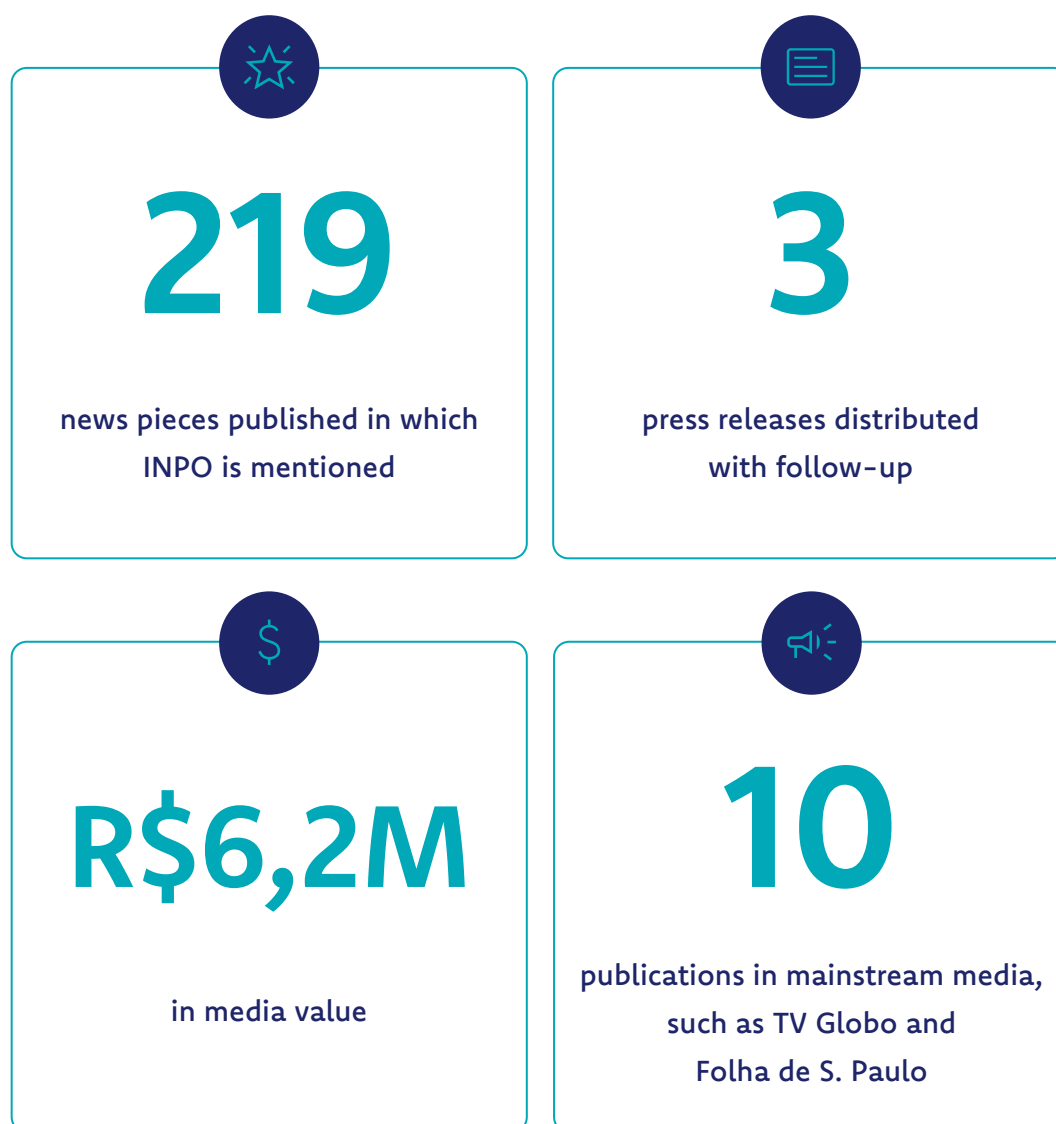 219
news pieces published in which
INPO is mentioned
3
press releases distributed
with follow-up
$
R$6,2M
in media value
10
publications in mainstream media,
such as TV Globo and
Folha de S. Paulo